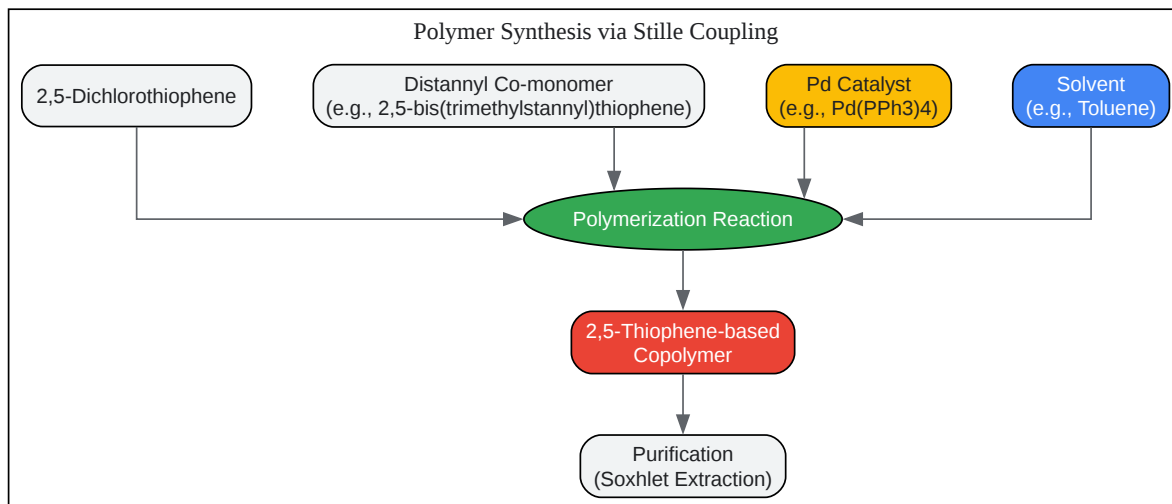 Polymer Synthesis via Stille Coupling
2,5-Dichlorothiophene
Distannyl Co-monomer
(e.g., 2,5-bis(trimethylstannyl)thiophene)
Pd Catalyst
(e.g., Pd(PPh3)4)
Solvent
(e.g., Toluene)
Polymerization Reaction
2,5-Thiophene-based
Copolymer
Purification
(Soxhlet Extraction)